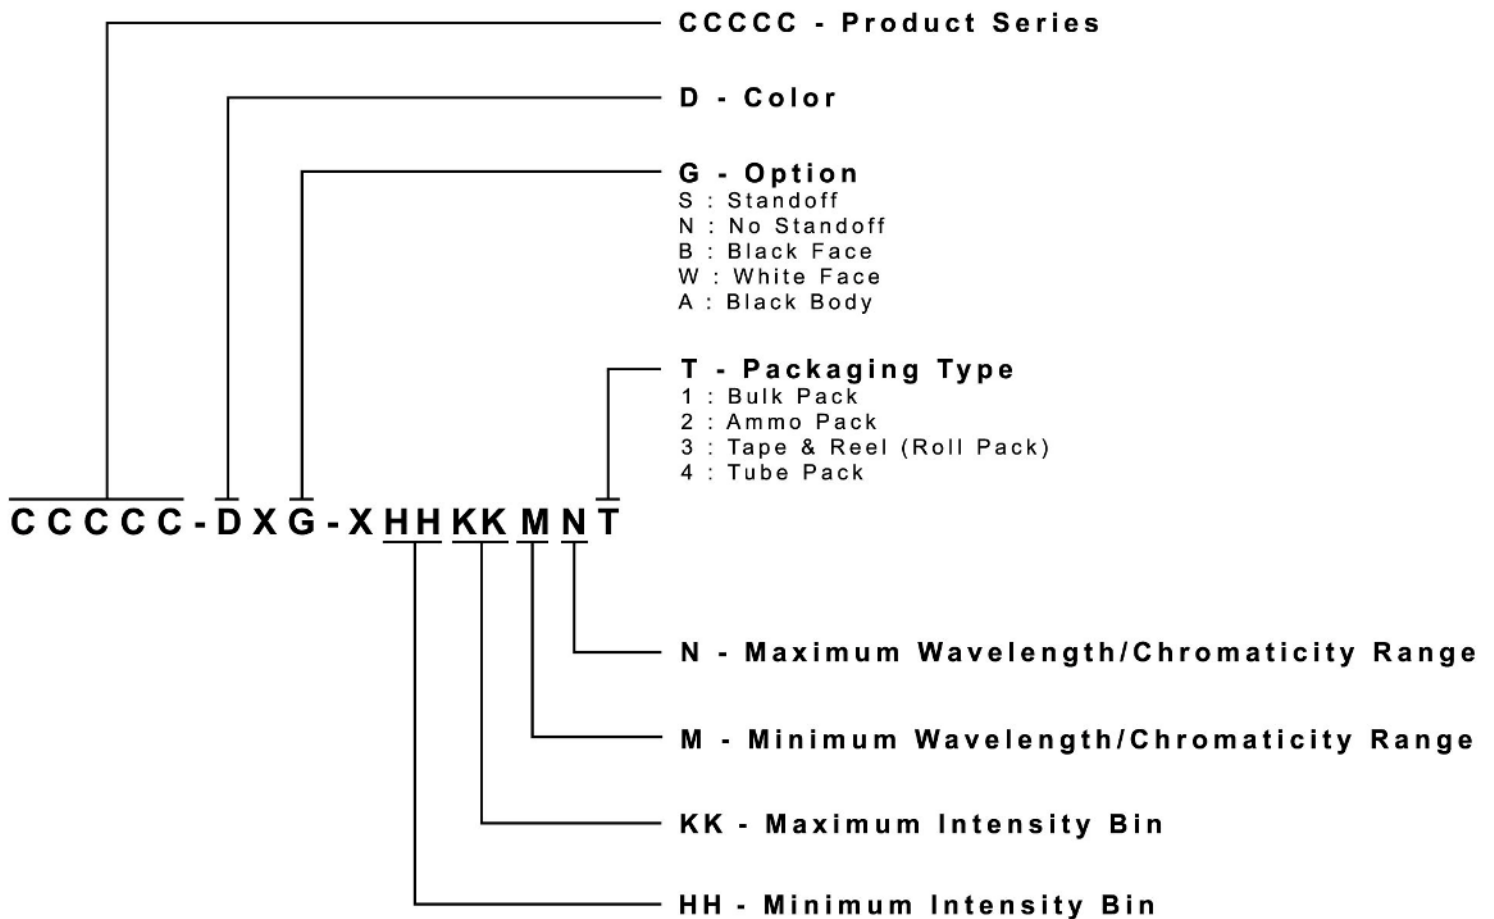 CCCCC - Product Series
D - Color
G - Option
S : Standoff
N : No Standoff
B : Black Face
W : White Face
A : Black Body
T - Packaging Type
1 : Bulk Pack
2 : Ammo Pack
3 : Tape & Reel (Roll Pack)
4 : Tube Pack
CCCCC-DXG-XHHKKMNT
N - Maximum Wavelength/Chromaticity Range
M - Minimum Wavelength/Chromaticity Range
KK - Maximum Intensity Bin
HH - Minimum Intensity Bin